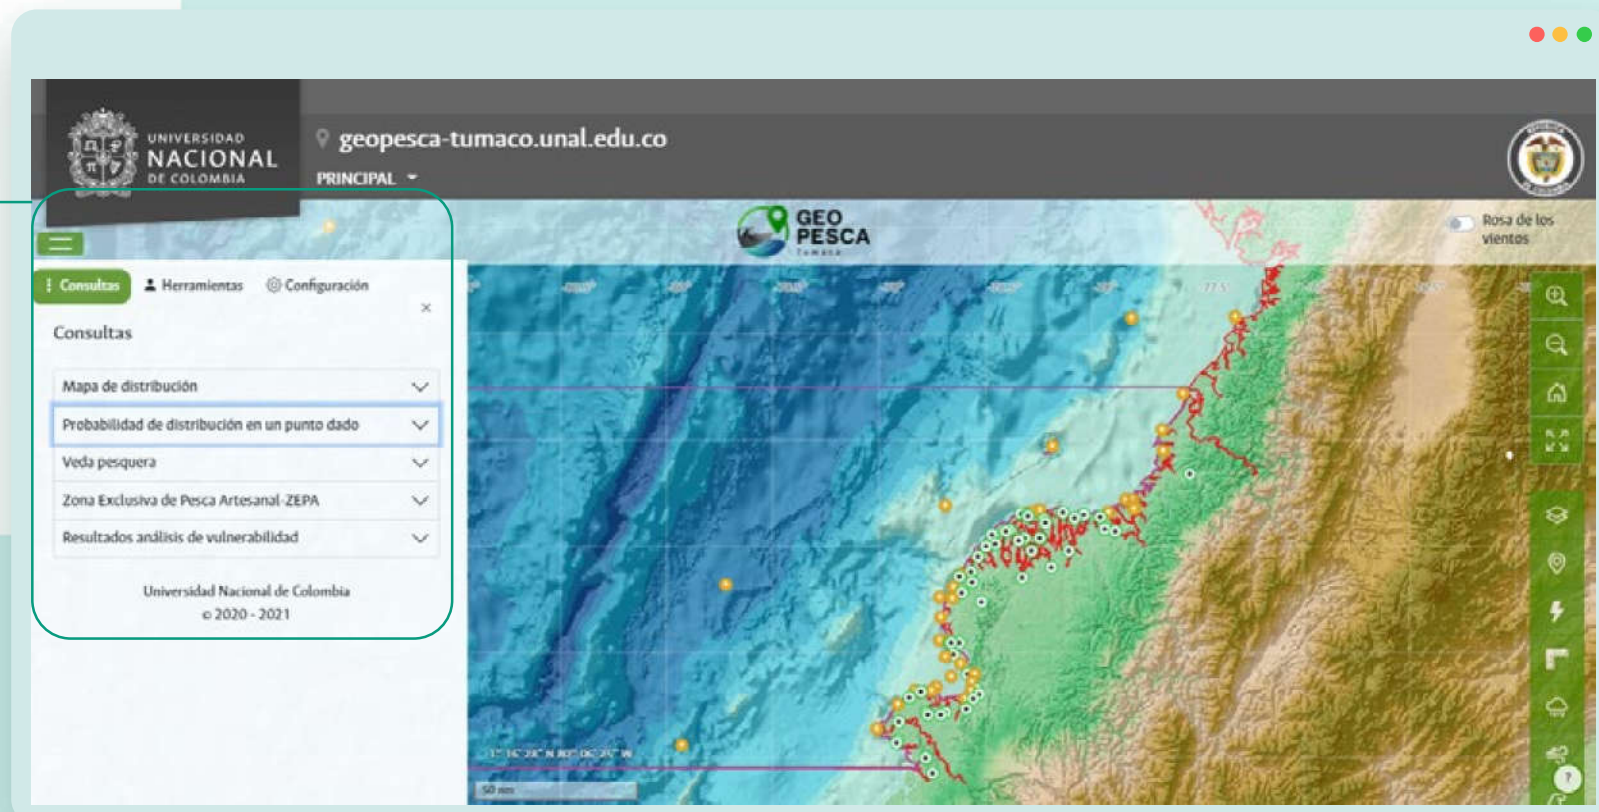 UNIVERSIDAD
NACIONAL
DE COLOMBIA
geopesca-tumaco.unal.edu.co
PRINCIPAL
GEO
PESCA
Tumaco
Rosa de los
vientos
Consultas
Herramientas
Configuración
×
Consultas
Mapa de distribución
Probabilidad de distribución en un punto dado
Veda pesquera
Zona Exclusiva de Pesca Artesanal-ZEPA
Resultados análisis de vulnerabilidad
Universidad Nacional de Colombia
© 2020 - 2021
50 nm
?